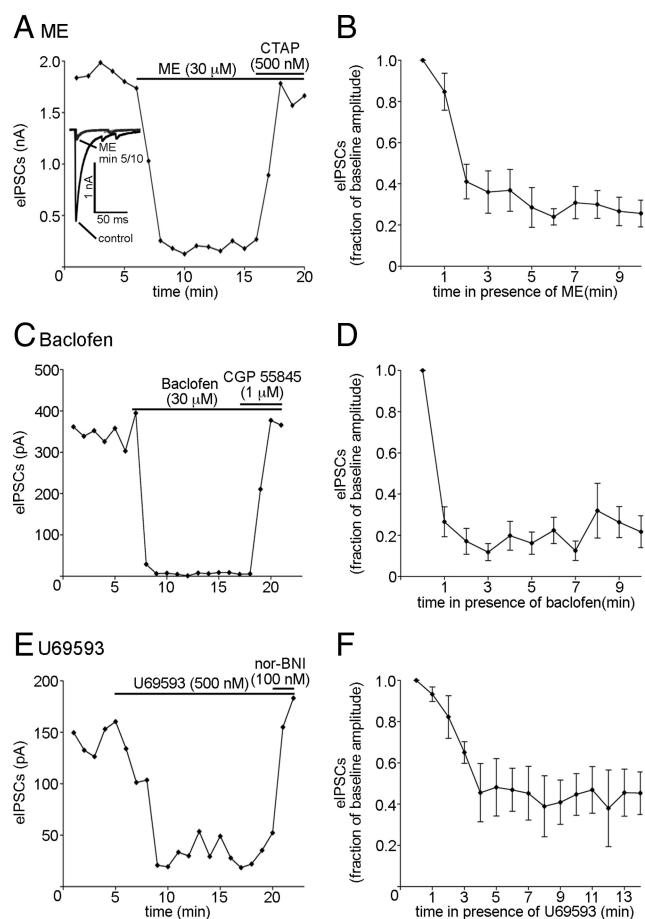 A ME
eIPSCs (nA)
2.0
1.5
1.0
0.5
0
5
10
15
20
time (min)
ME (30 μM)
CTAP
(500 nM)
ME
min 5/10
1 nA
50 ms
control
B
eIPSCs
(fraction of baseline amplitude)
1.0
0.8
0.6
0.4
0.2
0
1
3
5
7
9
time in presence of ME(min)
C Baclofen
eIPSCs (pA)
500
400
300
200
100
0
0
5
10
15
20
time (min)
Baclofen
(30 μM)
CGP 55845
(1 μM)
D
eIPSCs
(fraction of baseline amplitude)
1.0
0.8
0.6
0.4
0.2
0
1
3
5
7
9
time in presence of baclofen(min)
E U69593
eIPSCs (pA)
200
150
100
50
0
0
5
10
15
20
time (min)
U69593 (500 nM)
nor-BNI
(100 nM)
F
eIPSCs
(fraction of baseline amplitude)
1.0
0.8
0.6
0.4
0.2
0
1
3
5
7
9
11
13
time in presence of U69593 (min)